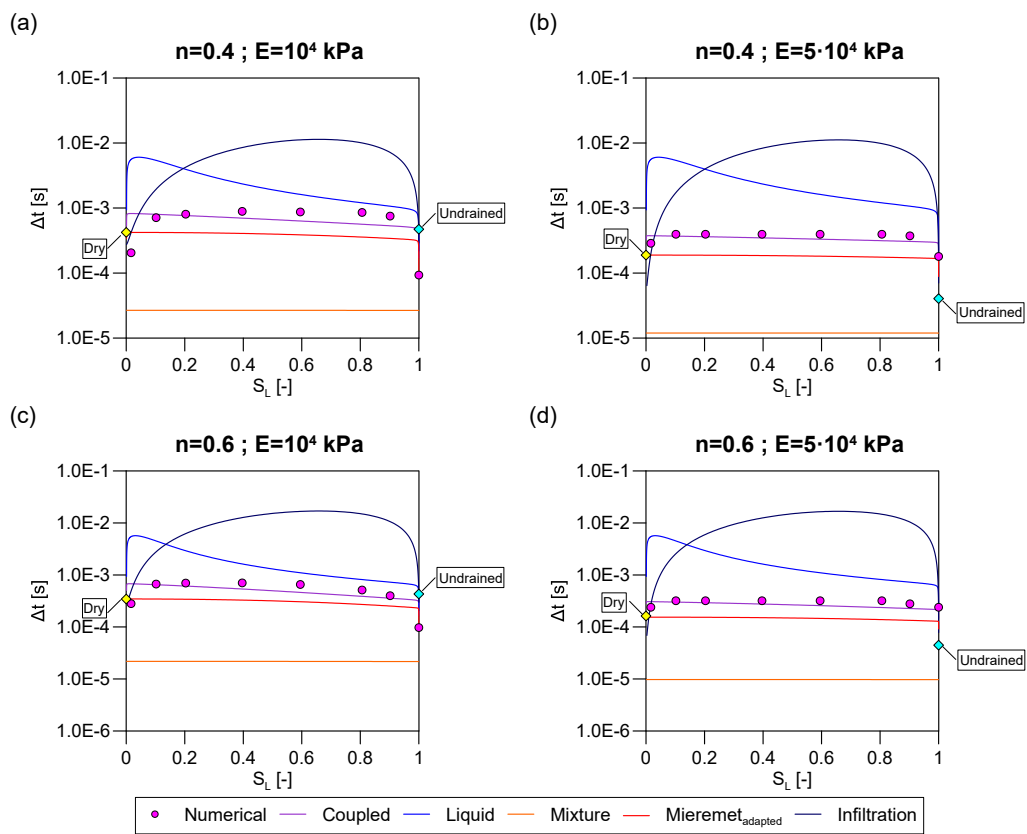 (a)
n=0.4 ; E=10⁴ kPa
1.0E-1
1.0E-2
1.0E-3
1.0E-4
1.0E-5
Δt [s]
Dry
Undrained
0 0.2 0.4 0.6 0.8 1
S_L [-]
(b)
n=0.4 ; E=5·10⁴ kPa
1.0E-1
1.0E-2
1.0E-3
1.0E-4
1.0E-5
Δt [s]
Dry
Undrained
0 0.2 0.4 0.6 0.8 1
S_L [-]
(c)
n=0.6 ; E=10⁴ kPa
1.0E-1
1.0E-2
1.0E-3
1.0E-4
1.0E-5
1.0E-6
Δt [s]
Dry
Undrained
0 0.2 0.4 0.6 0.8 1
S_L [-]
(d)
n=0.6 ; E=5·10⁴ kPa
1.0E-1
1.0E-2
1.0E-3
1.0E-4
1.0E-5
1.0E-6
Δt [s]
Dry
Undrained
0 0.2 0.4 0.6 0.8 1
S_L [-]
Numerical Coupled Liquid Mixture Mieremet_adapted Infiltration